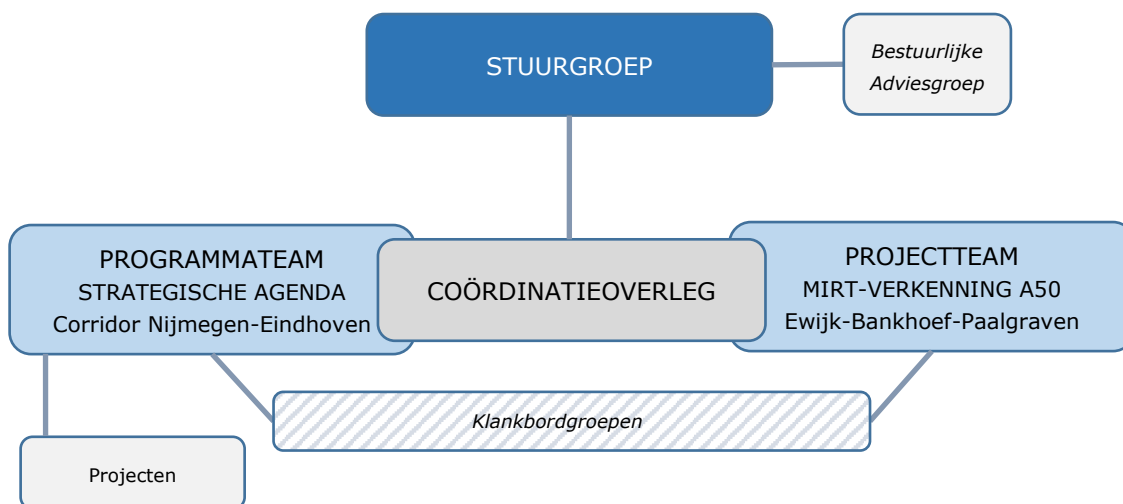 STUURGROEP
Bestuurlijke
Adviesgroep
PROGRAMMATEAM
STRATEGISCHE AGENDA
Corridor Nijmegen-Eindhoven
COÖRDINATIEOVERLEG
PROJECTTEAM
MIRT-VERKENNING A50
Ewijk-Bankhoef-Paalgraven
Klankbordgroepen
Projecten